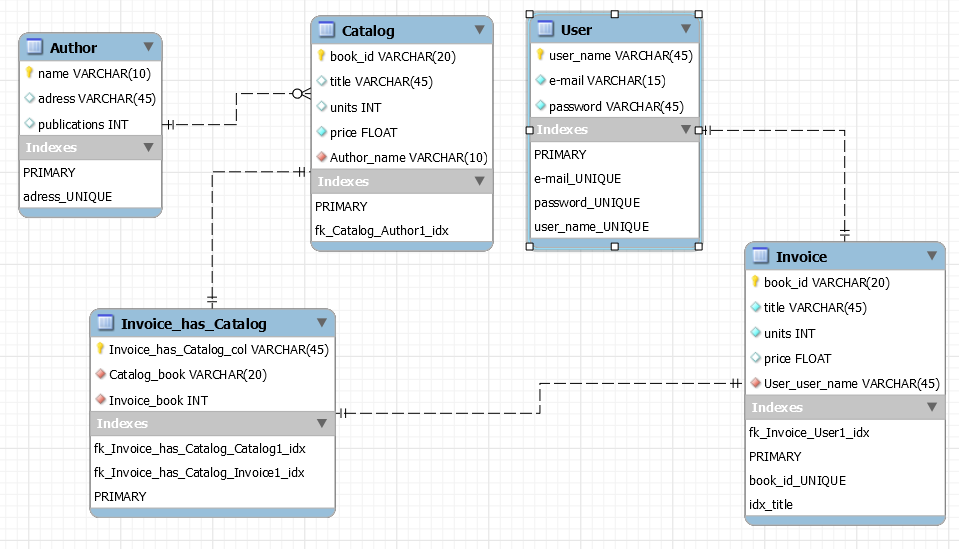 Author
name VARCHAR(10)
adress VARCHAR(45)
publications INT
Indexes
PRIMARY
adress_UNIQUE
Catalog
book_id VARCHAR(20)
title VARCHAR(45)
units INT
price FLOAT
Author_name VARCHAR(10)
Indexes
PRIMARY
fk_Catalog_Author1_idx
User
user_name VARCHAR(45)
e-mail VARCHAR(15)
password VARCHAR(45)
Indexes
PRIMARY
e-mail_UNIQUE
password_UNIQUE
user_name_UNIQUE
Invoice_has_Catalog
Invoice_has_Catalog_col VARCHAR(45)
Catalog_book VARCHAR(20)
Invoice_book INT
Indexes
fk_Invoice_has_Catalog_Catalog1_idx
fk_Invoice_has_Catalog_Invoice1_idx
PRIMARY
Invoice
book_id VARCHAR(20)
title VARCHAR(45)
units INT
price FLOAT
User_user_name VARCHAR(45)
Indexes
fk_Invoice_User1_idx
PRIMARY
book_id_UNIQUE
idx_title